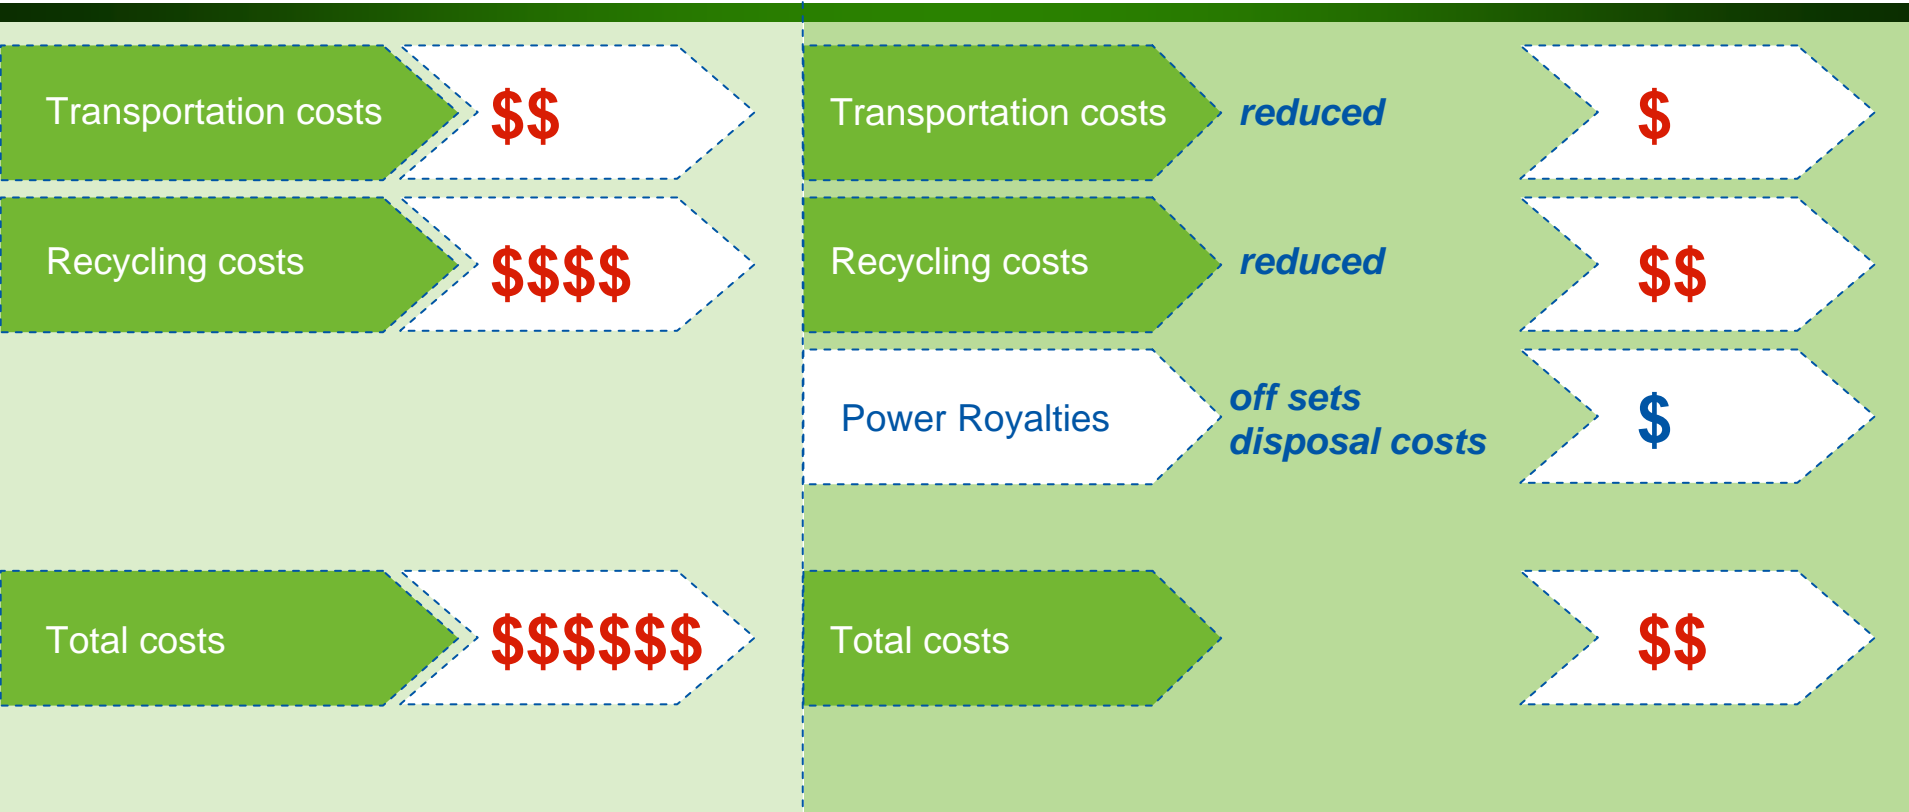 Transportation costs
$$
Recycling costs
$$$$
Total costs
$$$$$$
Transportation costs
reduced
$
Recycling costs
reduced
$$
Power Royalties
off sets
disposal costs
$
Total costs
$$